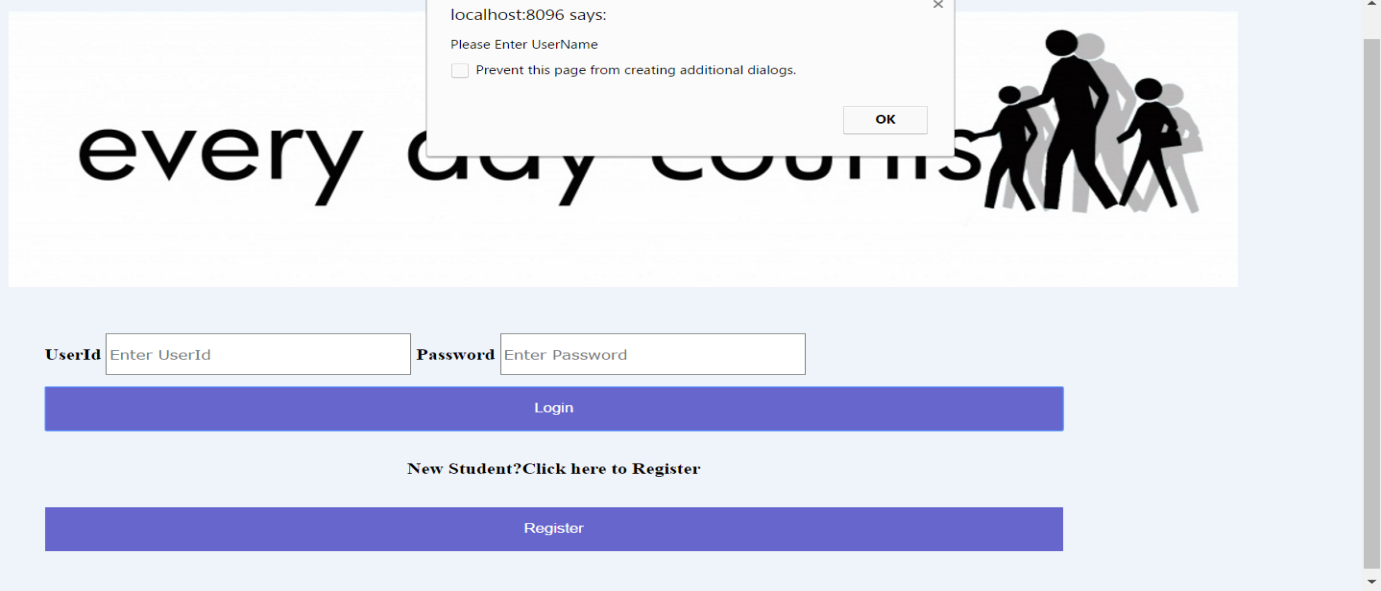 localhost:8096 says:
Please Enter UserName
Prevent this page from creating additional dialogs.
OK
every day counts
UserId Enter UserId Password Enter Password
Login
New Student?Click here to Register
Register